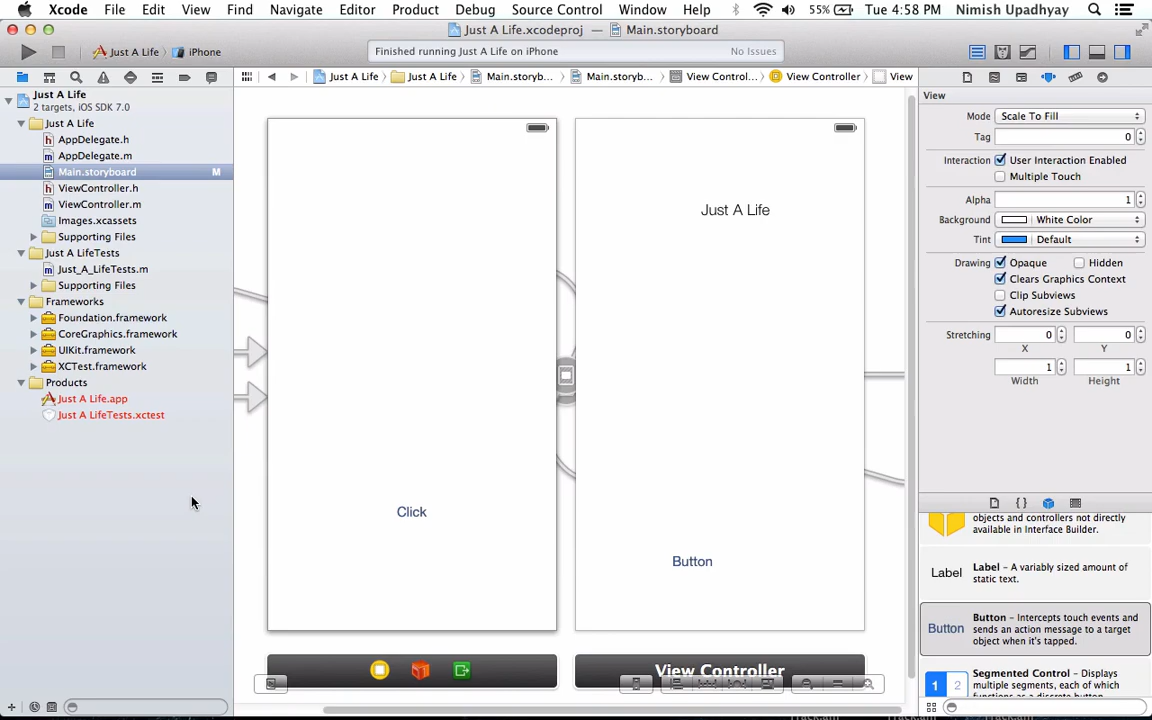 Xcode File Edit View Find Navigate Editor Product Debug Source Control Window Help 55% Tue 4:58 PM Nimish Upadhyay
Just A Life.xcodeproj — Main.storyboard
Just A Life iPhone
Finished running Just A Life on iPhone No Issues
Just A Life Just A Life Main.storyb... Main.storyb... View Control... View Controller View
Just A Life
2 targets, iOS SDK 7.0
Just A Life
h AppDelegate.h
m AppDelegate.m
Main.storyboard M
h ViewController.h
m ViewController.m
Images.xcassets
Supporting Files
Just A LifeTests
m Just_A_LifeTests.m
Supporting Files
Frameworks
Foundation.framework
CoreGraphics.framework
UIKit.framework
XCTest.framework
Products
Just A Life.app
Just A LifeTests.xctest
Click
Just A Life
Button
View Controller
View
Mode Scale To Fill
Tag 0
Interaction User Interaction Enabled
Multiple Touch
Alpha 1
Background White Color
Tint Default
Drawing Opaque Hidden
Clears Graphics Context
Clip Subviews
Autoresize Subviews
Stretching 0 0
X Y
1 1
Width Height
objects and controllers not directly
available in Interface Builder.
Label Label – A variably sized amount of
static text.
Button Button – Intercepts touch events and
sends an action message to a target
object when it's tapped.
1 2 Segmented Control – Displays
multiple segments, each of which